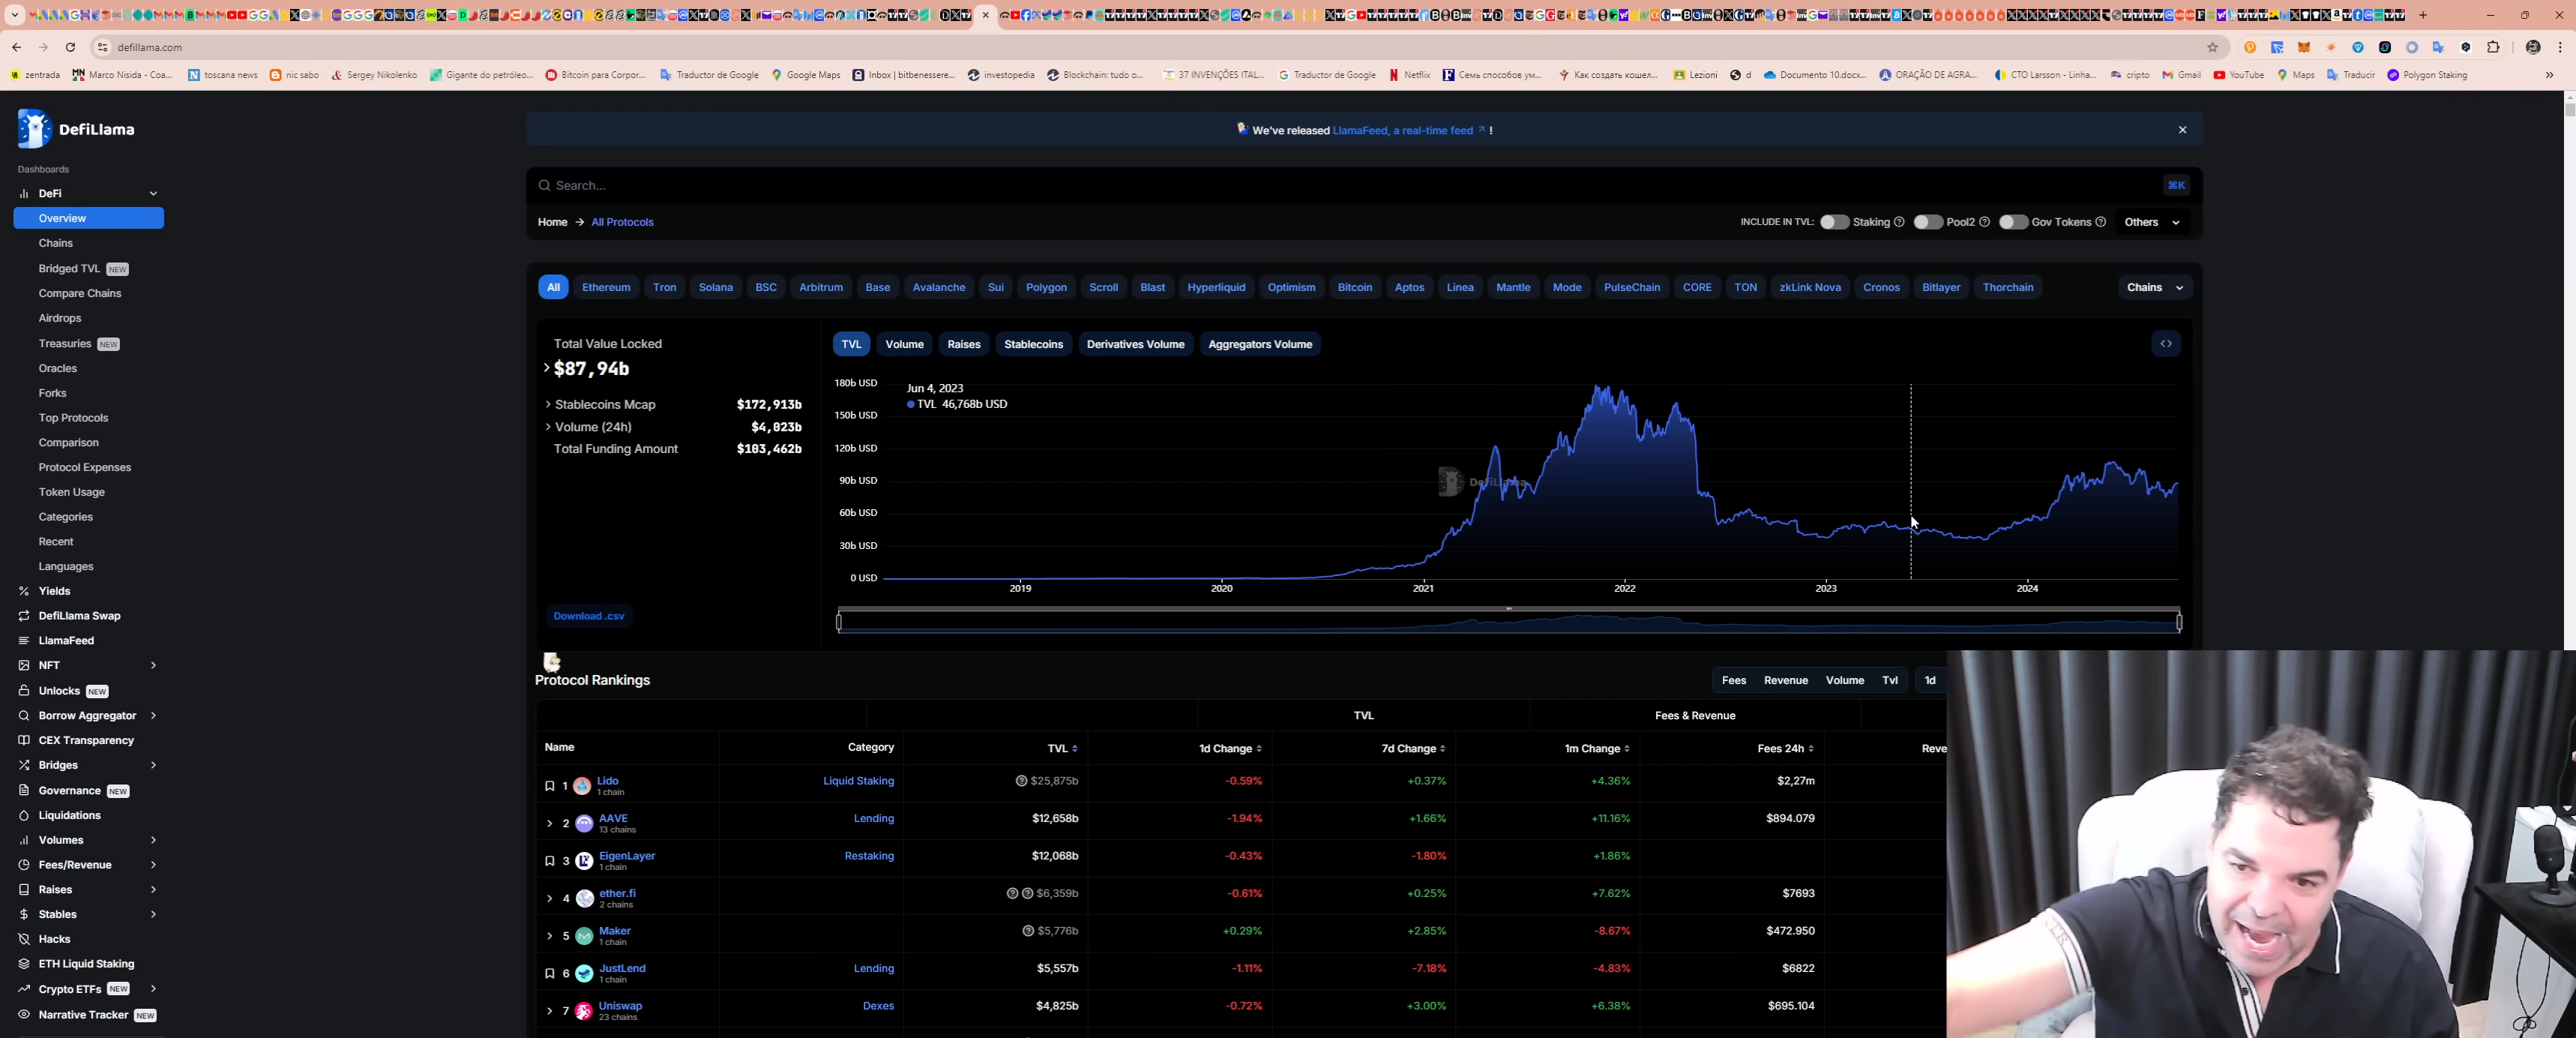 defillama.com
zentrada
Marco Nisida - Coa...
toscana news
nic sabo
Sergey Nikolenko
Gigante do petróleo...
Bitcoin para Corpor...
Traductor de Google
Google Maps
Inbox | bitbenessere...
investopedia
Blockchain: tudo o...
37 INVENÇÕES ITAL...
Traductor de Google
Netflix
Семь способов ум...
Как создать кошел...
Lezioni
d
Documento 10.docx...
ORAÇÃO DE AGRA...
CTO Larsson - Linha...
cripto
Gmail
YouTube
Maps
Traducir
Polygon Staking
DefiLlama
We've released LlamaFeed, a real-time feed ↗ !
Dashboards
DeFi
Overview
Chains
Bridged TVL NEW
Compare Chains
Airdrops
Treasuries NEW
Oracles
Forks
Top Protocols
Comparison
Protocol Expenses
Token Usage
Categories
Recent
Languages
Yields
DefiLlama Swap
LlamaFeed
NFT
Unlocks NEW
Borrow Aggregator
CEX Transparency
Bridges
Governance NEW
Liquidations
Volumes
Fees/Revenue
Raises
Stables
Hacks
ETH Liquid Staking
Crypto ETFs NEW
Narrative Tracker NEW
Search...
⌘K
Home → All Protocols
INCLUDE IN TVL: Staking Pool2 Gov Tokens Others
All Ethereum Tron Solana BSC Arbitrum Base Avalanche Sui Polygon Scroll Blast Hyperliquid Optimism Bitcoin Aptos Linea Mantle Mode PulseChain CORE TON zkLink Nova Cronos Bitlayer Thorchain Chains
Total Value Locked
$87,94b
Stablecoins Mcap $172,913b
Volume (24h) $4,023b
Total Funding Amount $103,462b
Download .csv
TVL Volume Raises Stablecoins Derivatives Volume Aggregators Volume
Jun 4, 2023
TVL 46,768b USD
180b USD
150b USD
120b USD
90b USD
60b USD
30b USD
0 USD
DefiLlama
2019 2020 2021 2022 2023 2024
Protocol Rankings
Fees Revenue Volume Tvl 1d
TVL Fees & Revenue
Name Category TVL 1d Change 7d Change 1m Change Fees 24h
1 Lido Liquid Staking $25,875b -0.59% +0.37% +4.36% $2,27m
1 chain
2 AAVE Lending $12,658b -1.94% +1.66% +11.16% $894.079
13 chains
3 EigenLayer Restaking $12,068b -0.43% -1.80% +1.86%
1 chain
4 ether.fi $6,359b -0.61% +0.25% +7.62% $7693
2 chains
5 Maker $5,776b +0.29% +2.85% -8.67% $472.950
1 chain
6 JustLend Lending $5,557b -1.11% -7.18% -4.83% $6822
1 chain
7 Uniswap Dexes $4,825b -0.72% +3.00% +6.38% $695.104
23 chains